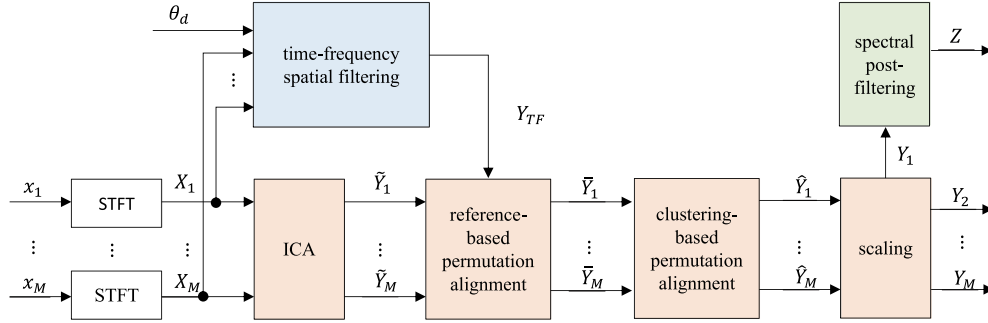 θ_d
time-frequency
spatial filtering
⋮
Y_TF
spectral
post-
filtering
Z
x_1
STFT
X_1
ICA
Ỹ_1
reference-
based
permutation
alignment
Ȳ_1
clustering-
based
permutation
alignment
Ŷ_1
scaling
Y_1
Y_2
⋮ ⋮ ⋮ ⋮ ⋮ ⋮ ⋮
x_M
STFT
X_M
Ỹ_M
Ȳ_M
Ŷ_M
Y_M